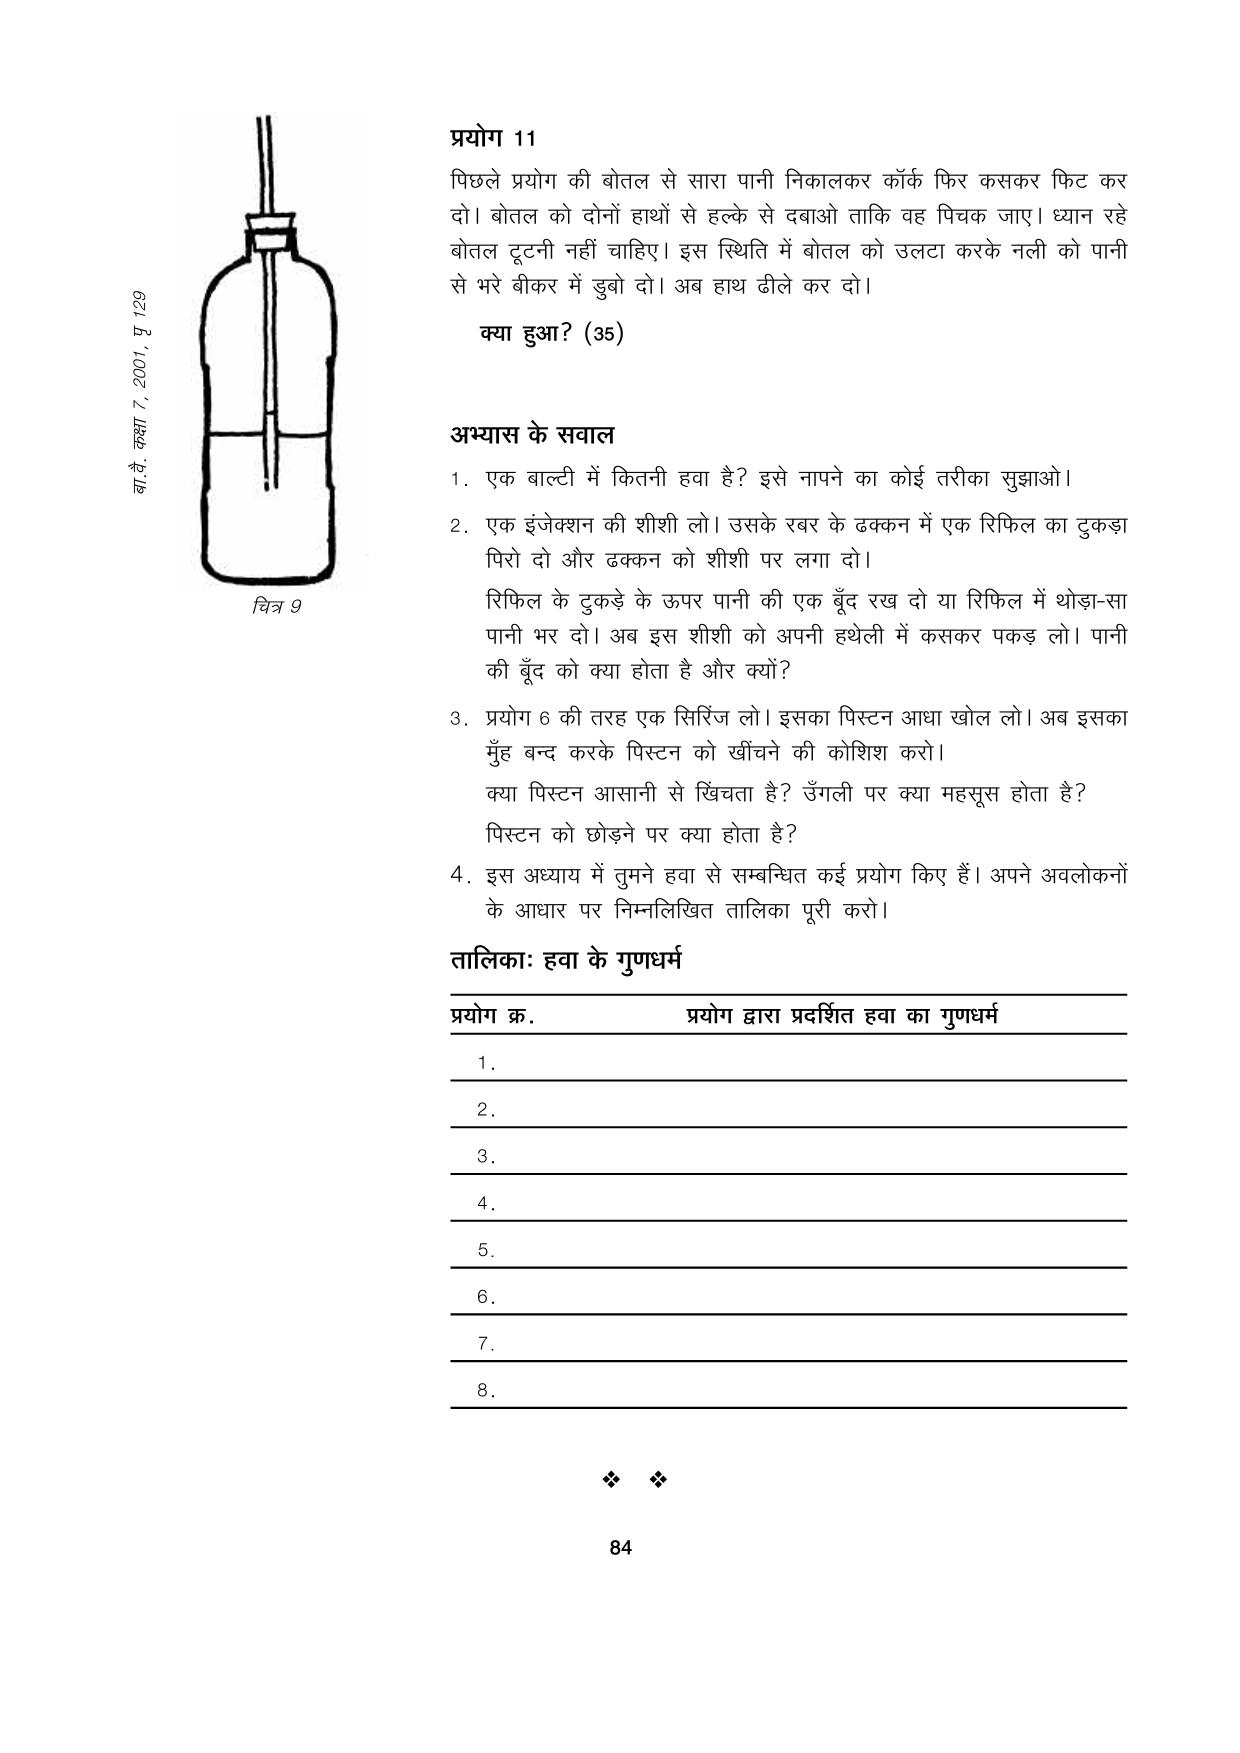 प्रयोग 11
पिछले प्रयोग की बोतल से सारा पानी निकालकर कॉर्क फिर कसकर फिट कर
दो। बोतल को दोनों हाथों से हल्के से दबाओ ताकि वह पिचक जाए। ध्यान रहे
बोतल टूटनी नहीं चाहिए। इस स्थिति में बोतल को उलटा करके नली को पानी
से भरे बीकर में डुबो दो। अब हाथ ढीले कर दो।
क्या हुआ? (35)
बा.वै. कक्षा 7, 2001, पृ 129
चित्र 9
अभ्यास के सवाल
1. एक बाल्टी में कितनी हवा है? इसे नापने का कोई तरीका सुझाओ।
2. एक इंजेक्शन की शीशी लो। उसके रबर के ढक्कन में एक रिफिल का टुकड़ा
पिरो दो और ढक्कन को शीशी पर लगा दो।
रिफिल के टुकड़े के ऊपर पानी की एक बूँद रख दो या रिफिल में थोड़ा-सा
पानी भर दो। अब इस शीशी को अपनी हथेली में कसकर पकड़ लो। पानी
की बूँद को क्या होता है और क्यों?
3. प्रयोग 6 की तरह एक सिरिंज लो। इसका पिस्टन आधा खोल लो। अब इसका
मुँह बन्द करके पिस्टन को खींचने की कोशिश करो।
क्या पिस्टन आसानी से खिंचता है? उँगली पर क्या महसूस होता है?
पिस्टन को छोड़ने पर क्या होता है?
4. इस अध्याय में तुमने हवा से सम्बन्धित कई प्रयोग किए हैं। अपने अवलोकनों
के आधार पर निम्नलिखित तालिका पूरी करो।
तालिकाः हवा के गुणधर्म
प्रयोग क्र. प्रयोग द्वारा प्रदर्शित हवा का गुणधर्म
1.
2.
3.
4.
5.
6.
7.
8.
84